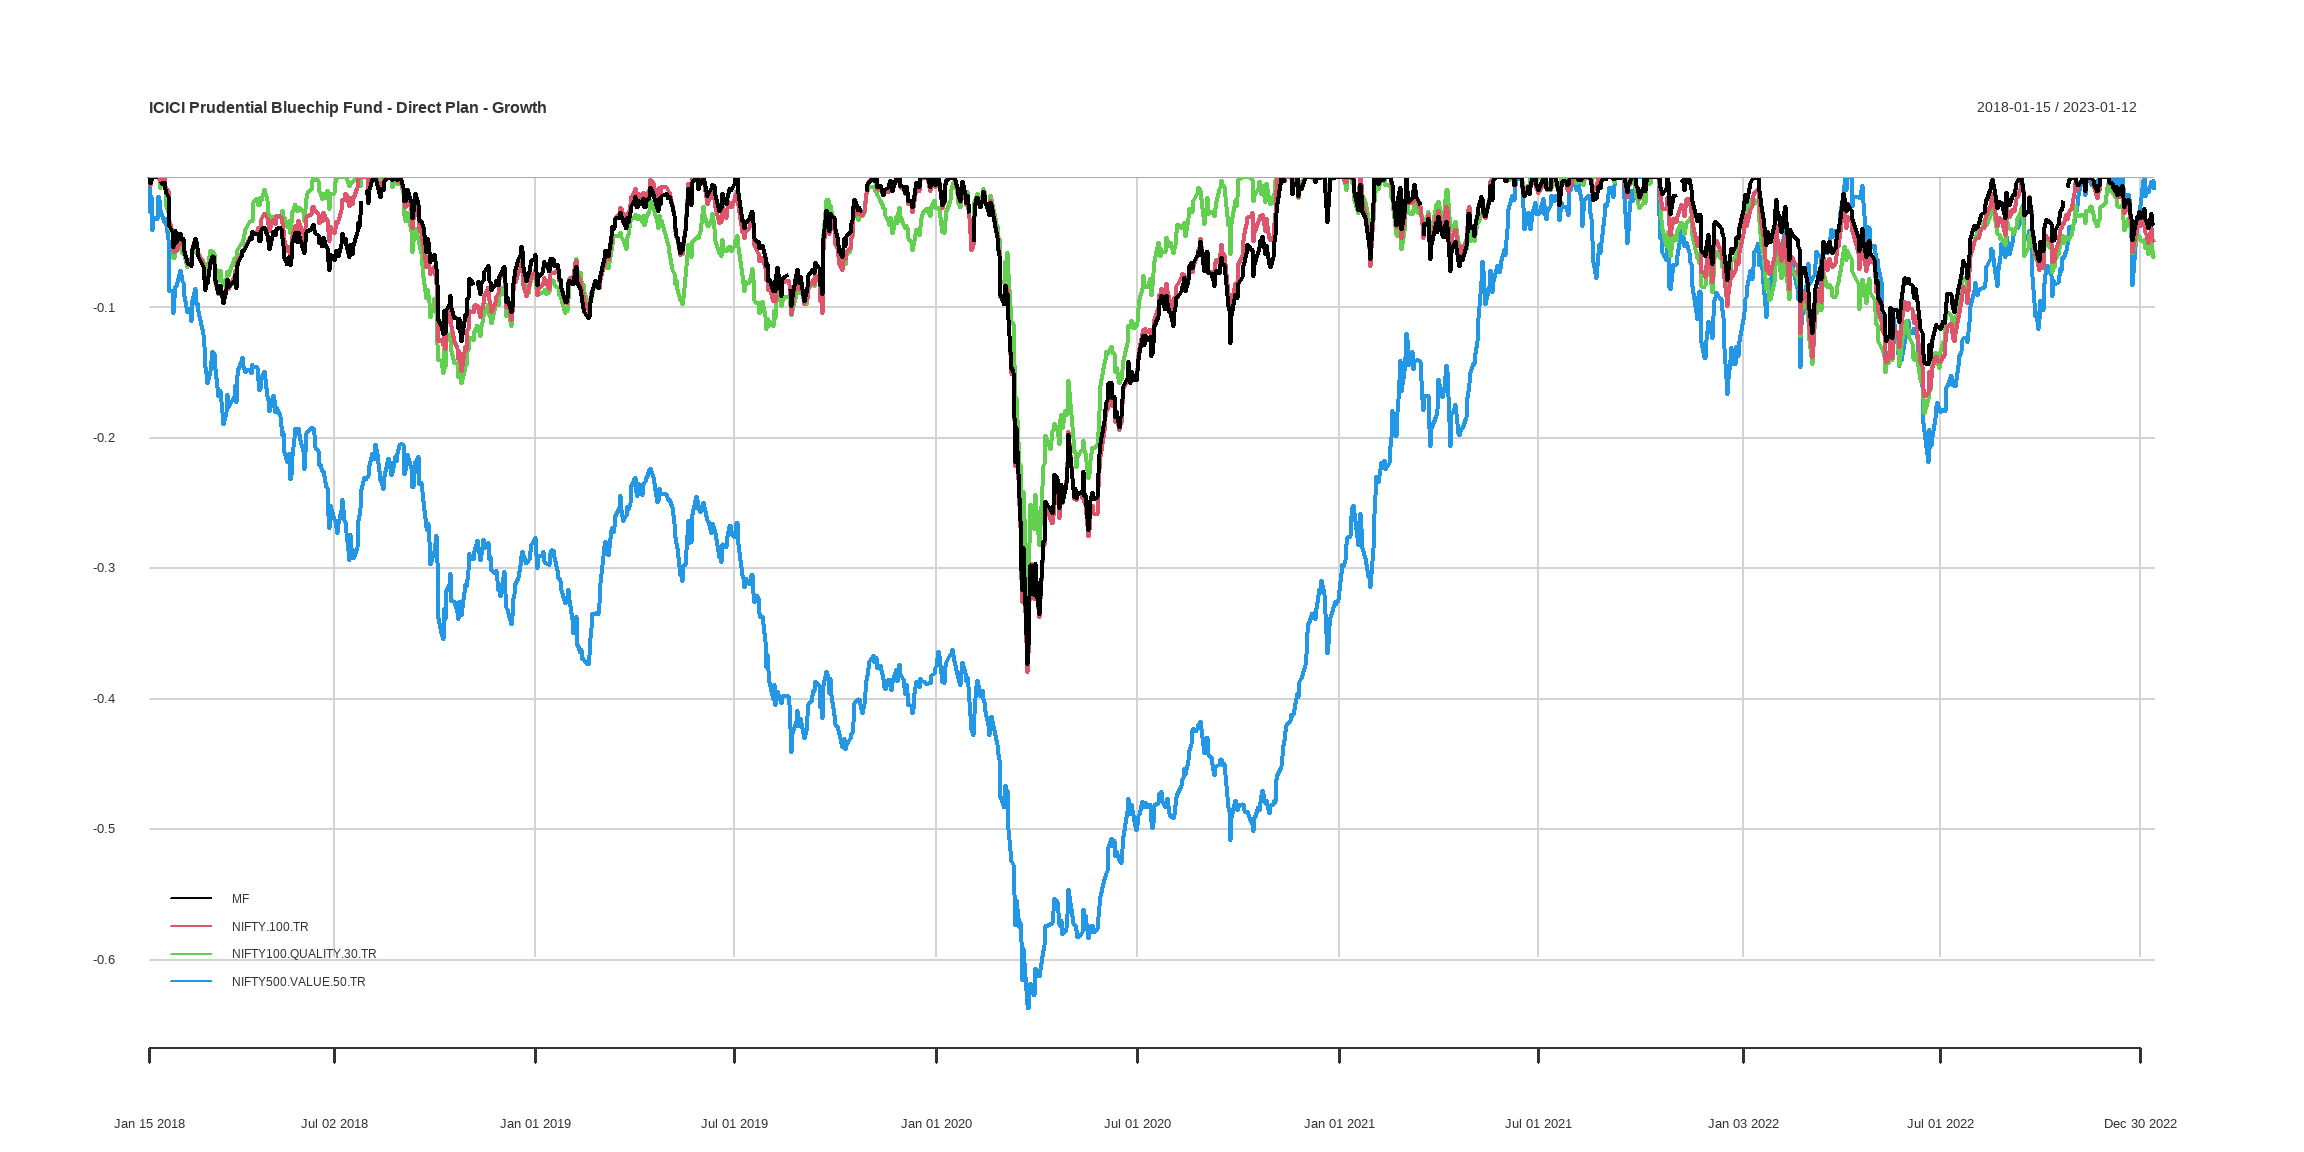 ICICI Prudential Bluechip Fund - Direct Plan - Growth
2018-01-15 / 2023-01-12
-0.1
-0.2
-0.3
-0.4
-0.5
-0.6
MF
NIFTY.100.TR
NIFTY100.QUALITY.30.TR
NIFTY500.VALUE.50.TR
Jan 15 2018
Jul 02 2018
Jan 01 2019
Jul 01 2019
Jan 01 2020
Jul 01 2020
Jan 01 2021
Jul 01 2021
Jan 03 2022
Jul 01 2022
Dec 30 2022